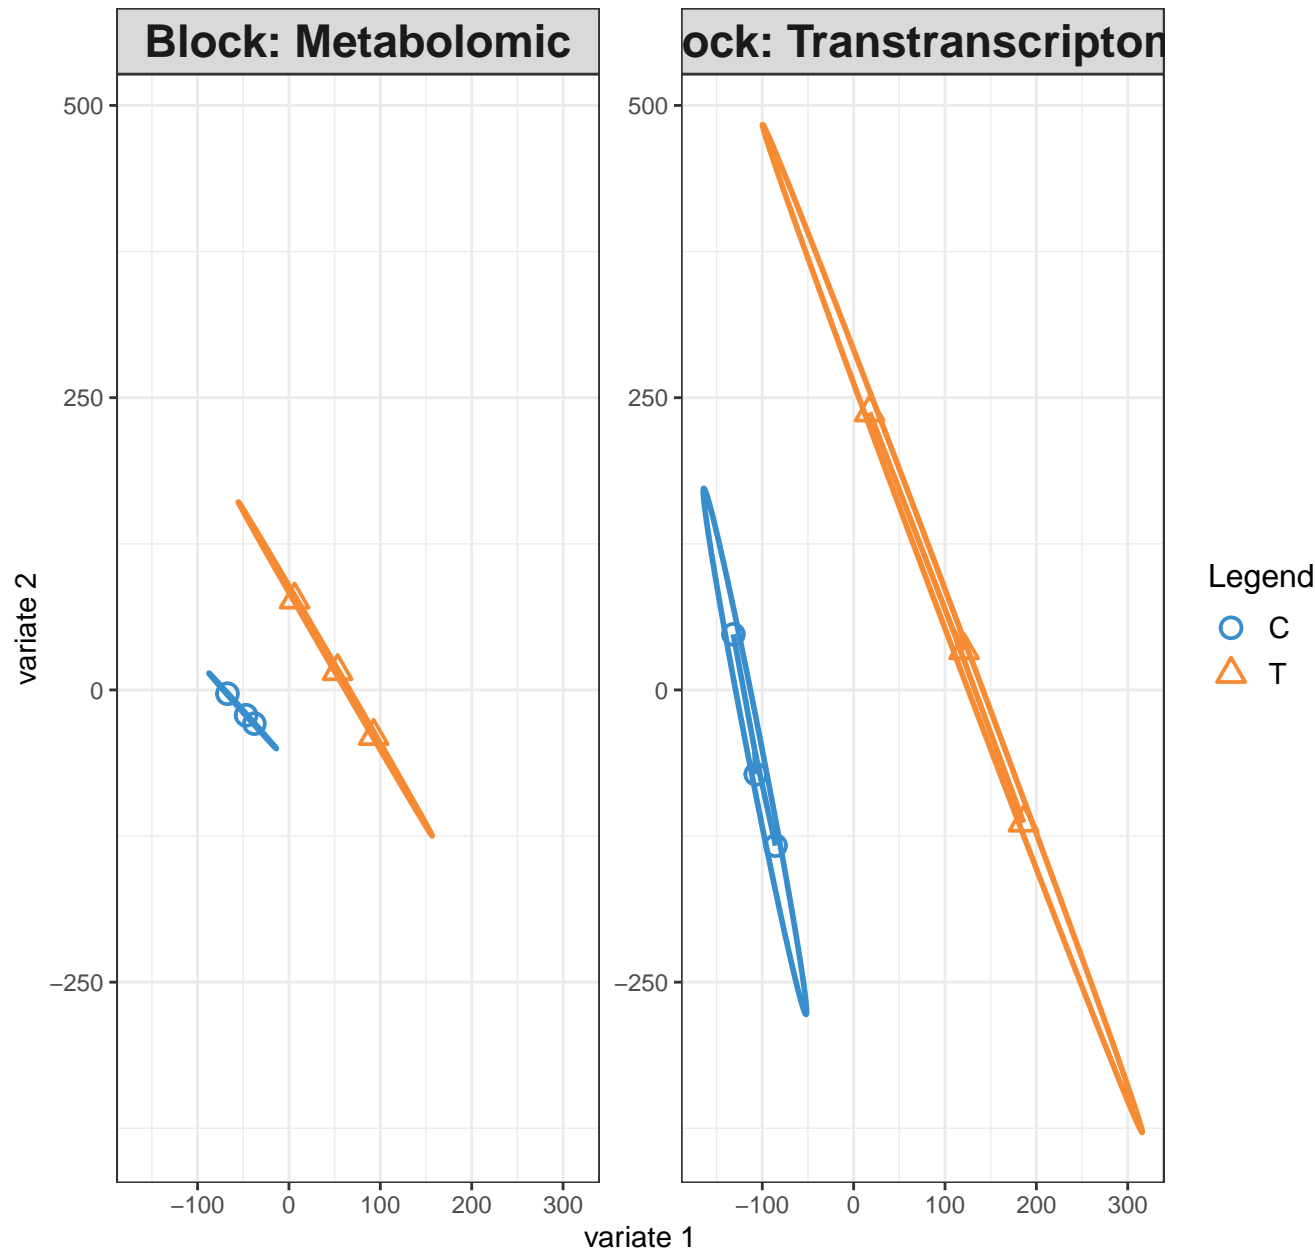 Block: Metabolomic
ock: Transtranscripton
500
250
0
−250
−100 0 100 200 300
500
250
0
−250
−100 0 100 200 300
variate 2
variate 1
Legend
C
T